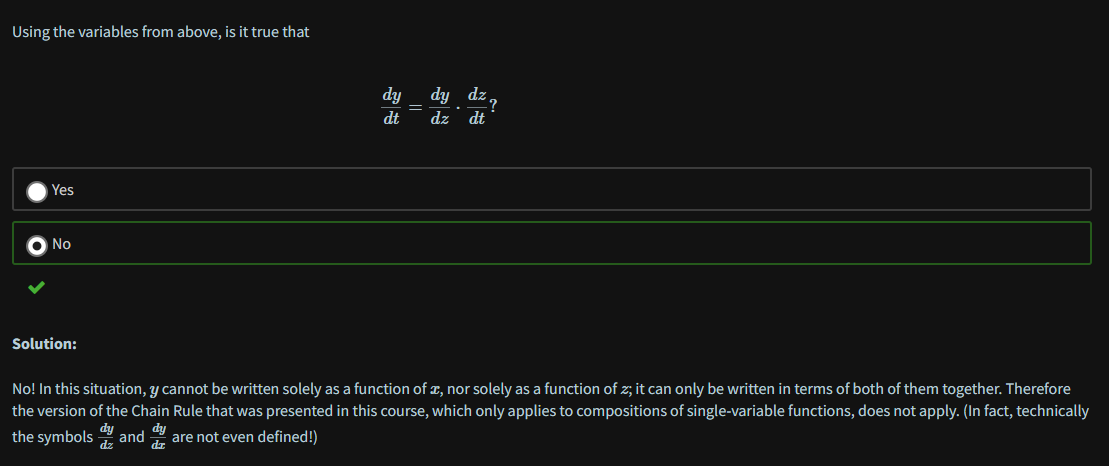 Using the variables from above, is it true that
dy/dt = dy/dz · dz/dt?
Yes
No
Solution:
No! In this situation, y cannot be written solely as a function of x, nor solely as a function of z; it can only be written in terms of both of them together. Therefore
the version of the Chain Rule that was presented in this course, which only applies to compositions of single-variable functions, does not apply. (In fact, technically
the symbols dy/dz and dy/dx are not even defined!)